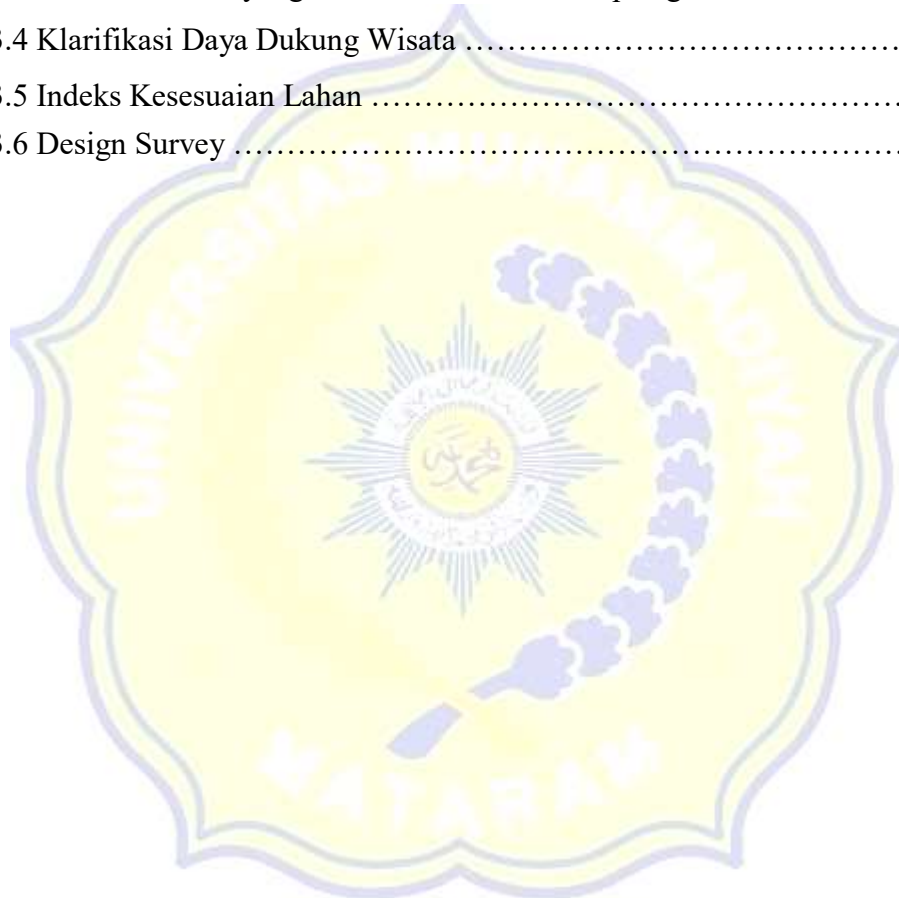 .4 Klarifikasi Daya Dukung Wisata ……………………………………
.5 Indeks Kesesuaian Lahan ……………………………………………
.6 Design Survey ………………………………………………………
UNIVERSITAS MUHAMMADIYAH
MATARAM